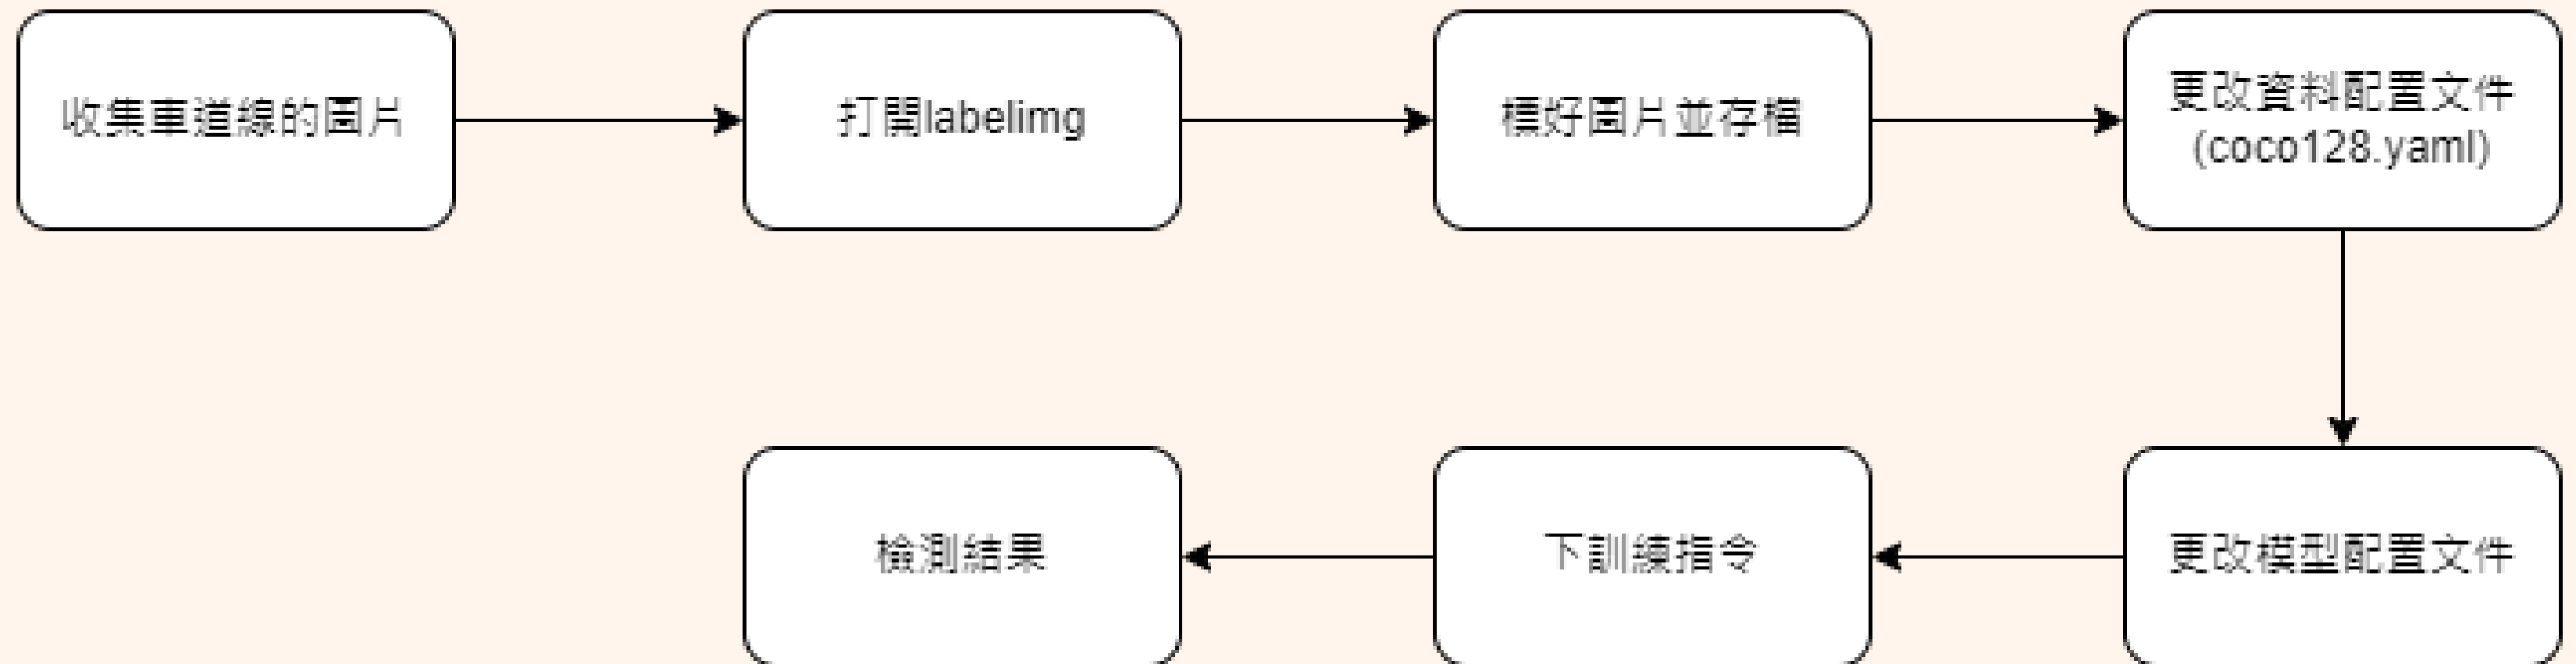 收集車道線的圖片
打開labelimg
標好圖片並存檔
更改資料配置文件
(coco128.yaml)
更改模型配置文件
下訓練指令
檢測結果